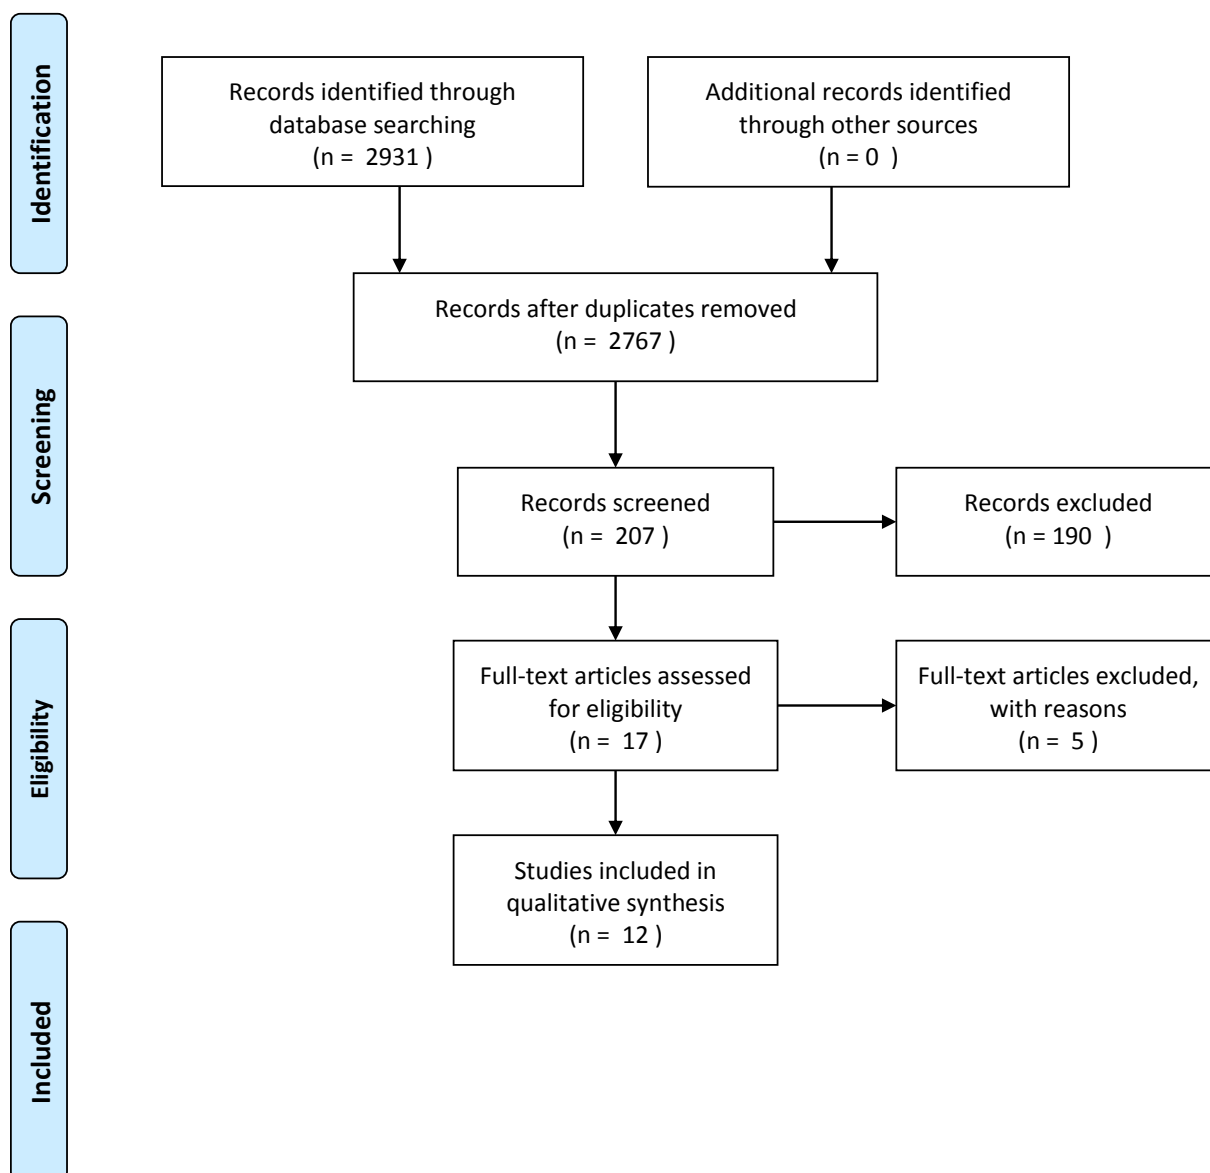 Identification
Records identified through
database searching
(n =  2931 )
Additional records identified
through other sources
(n = 0  )
Records after duplicates removed
(n =  2767 )
Screening
Records screened
(n =  207 )
Records excluded
(n = 190  )
Eligibility
Full-text articles assessed
for eligibility
(n =  17 )
Full-text articles excluded,
with reasons
(n =  5 )
Studies included in
qualitative synthesis
(n =  12 )
Included